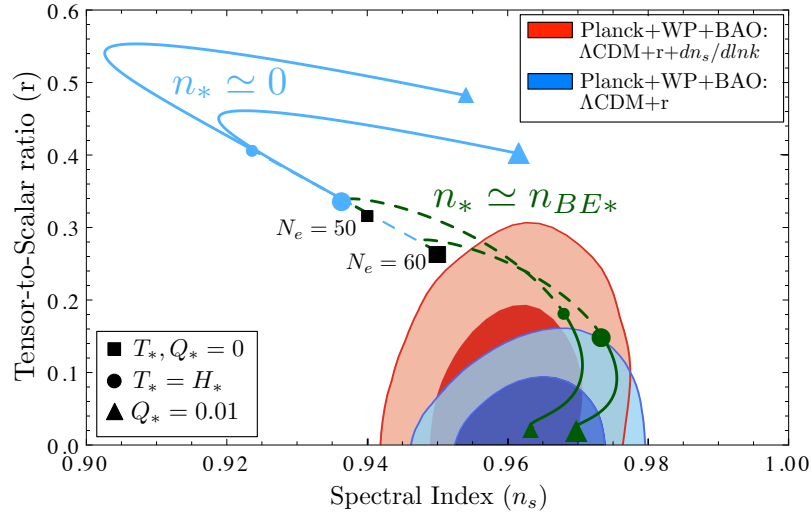 0.6
0.5
0.4
0.3
0.2
0.1
0.0
Tensor-to-Scalar ratio (r)
Planck+WP+BAO:
ΛCDM+r+dn_s/dlnk
Planck+WP+BAO:
ΛCDM+r
n_* ≃ 0
n_* ≃ n_{BE*}
N_e = 50
N_e = 60
T_*, Q_* = 0
T_* = H_*
Q_* = 0.01
0.90
0.92
0.94
0.96
0.98
1.00
Spectral Index (n_s)